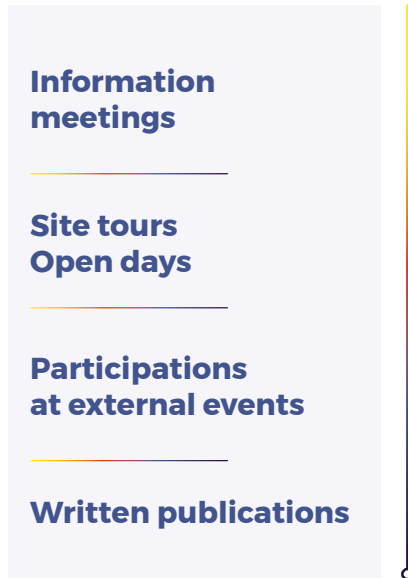 Information
meetings
Site tours
Open days
Participations
at external events
Written publications